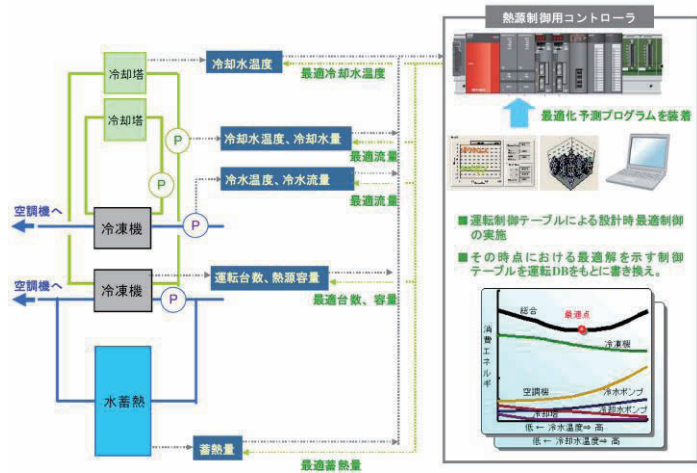 熱源制御用コントローラ
冷却塔
冷却水温度
最適冷却水温度
冷却塔
最適化予測プログラムを装着
P
冷却水温度、冷却水量
最適流量
P
冷水温度、冷水流量
最適流量
空調機へ
冷凍機
P
■運転制御テーブルによる設計時最適制御
の実施
■その時点における最適解を示す制御
テーブルを運転DBをもとに書き換え。
冷凍機
運転台数、熱源容量
空調機へ
P
最適台数、容量
総合
最適点
消費エネルギ
冷凍機
空調機
冷水ポンプ
冷却塔
冷却水ポンプ
低 ← 冷水温度⇒ 高
低 ← 冷却水温度⇒ 高
水蓄熱
蓄熱量
最適蓄熱量